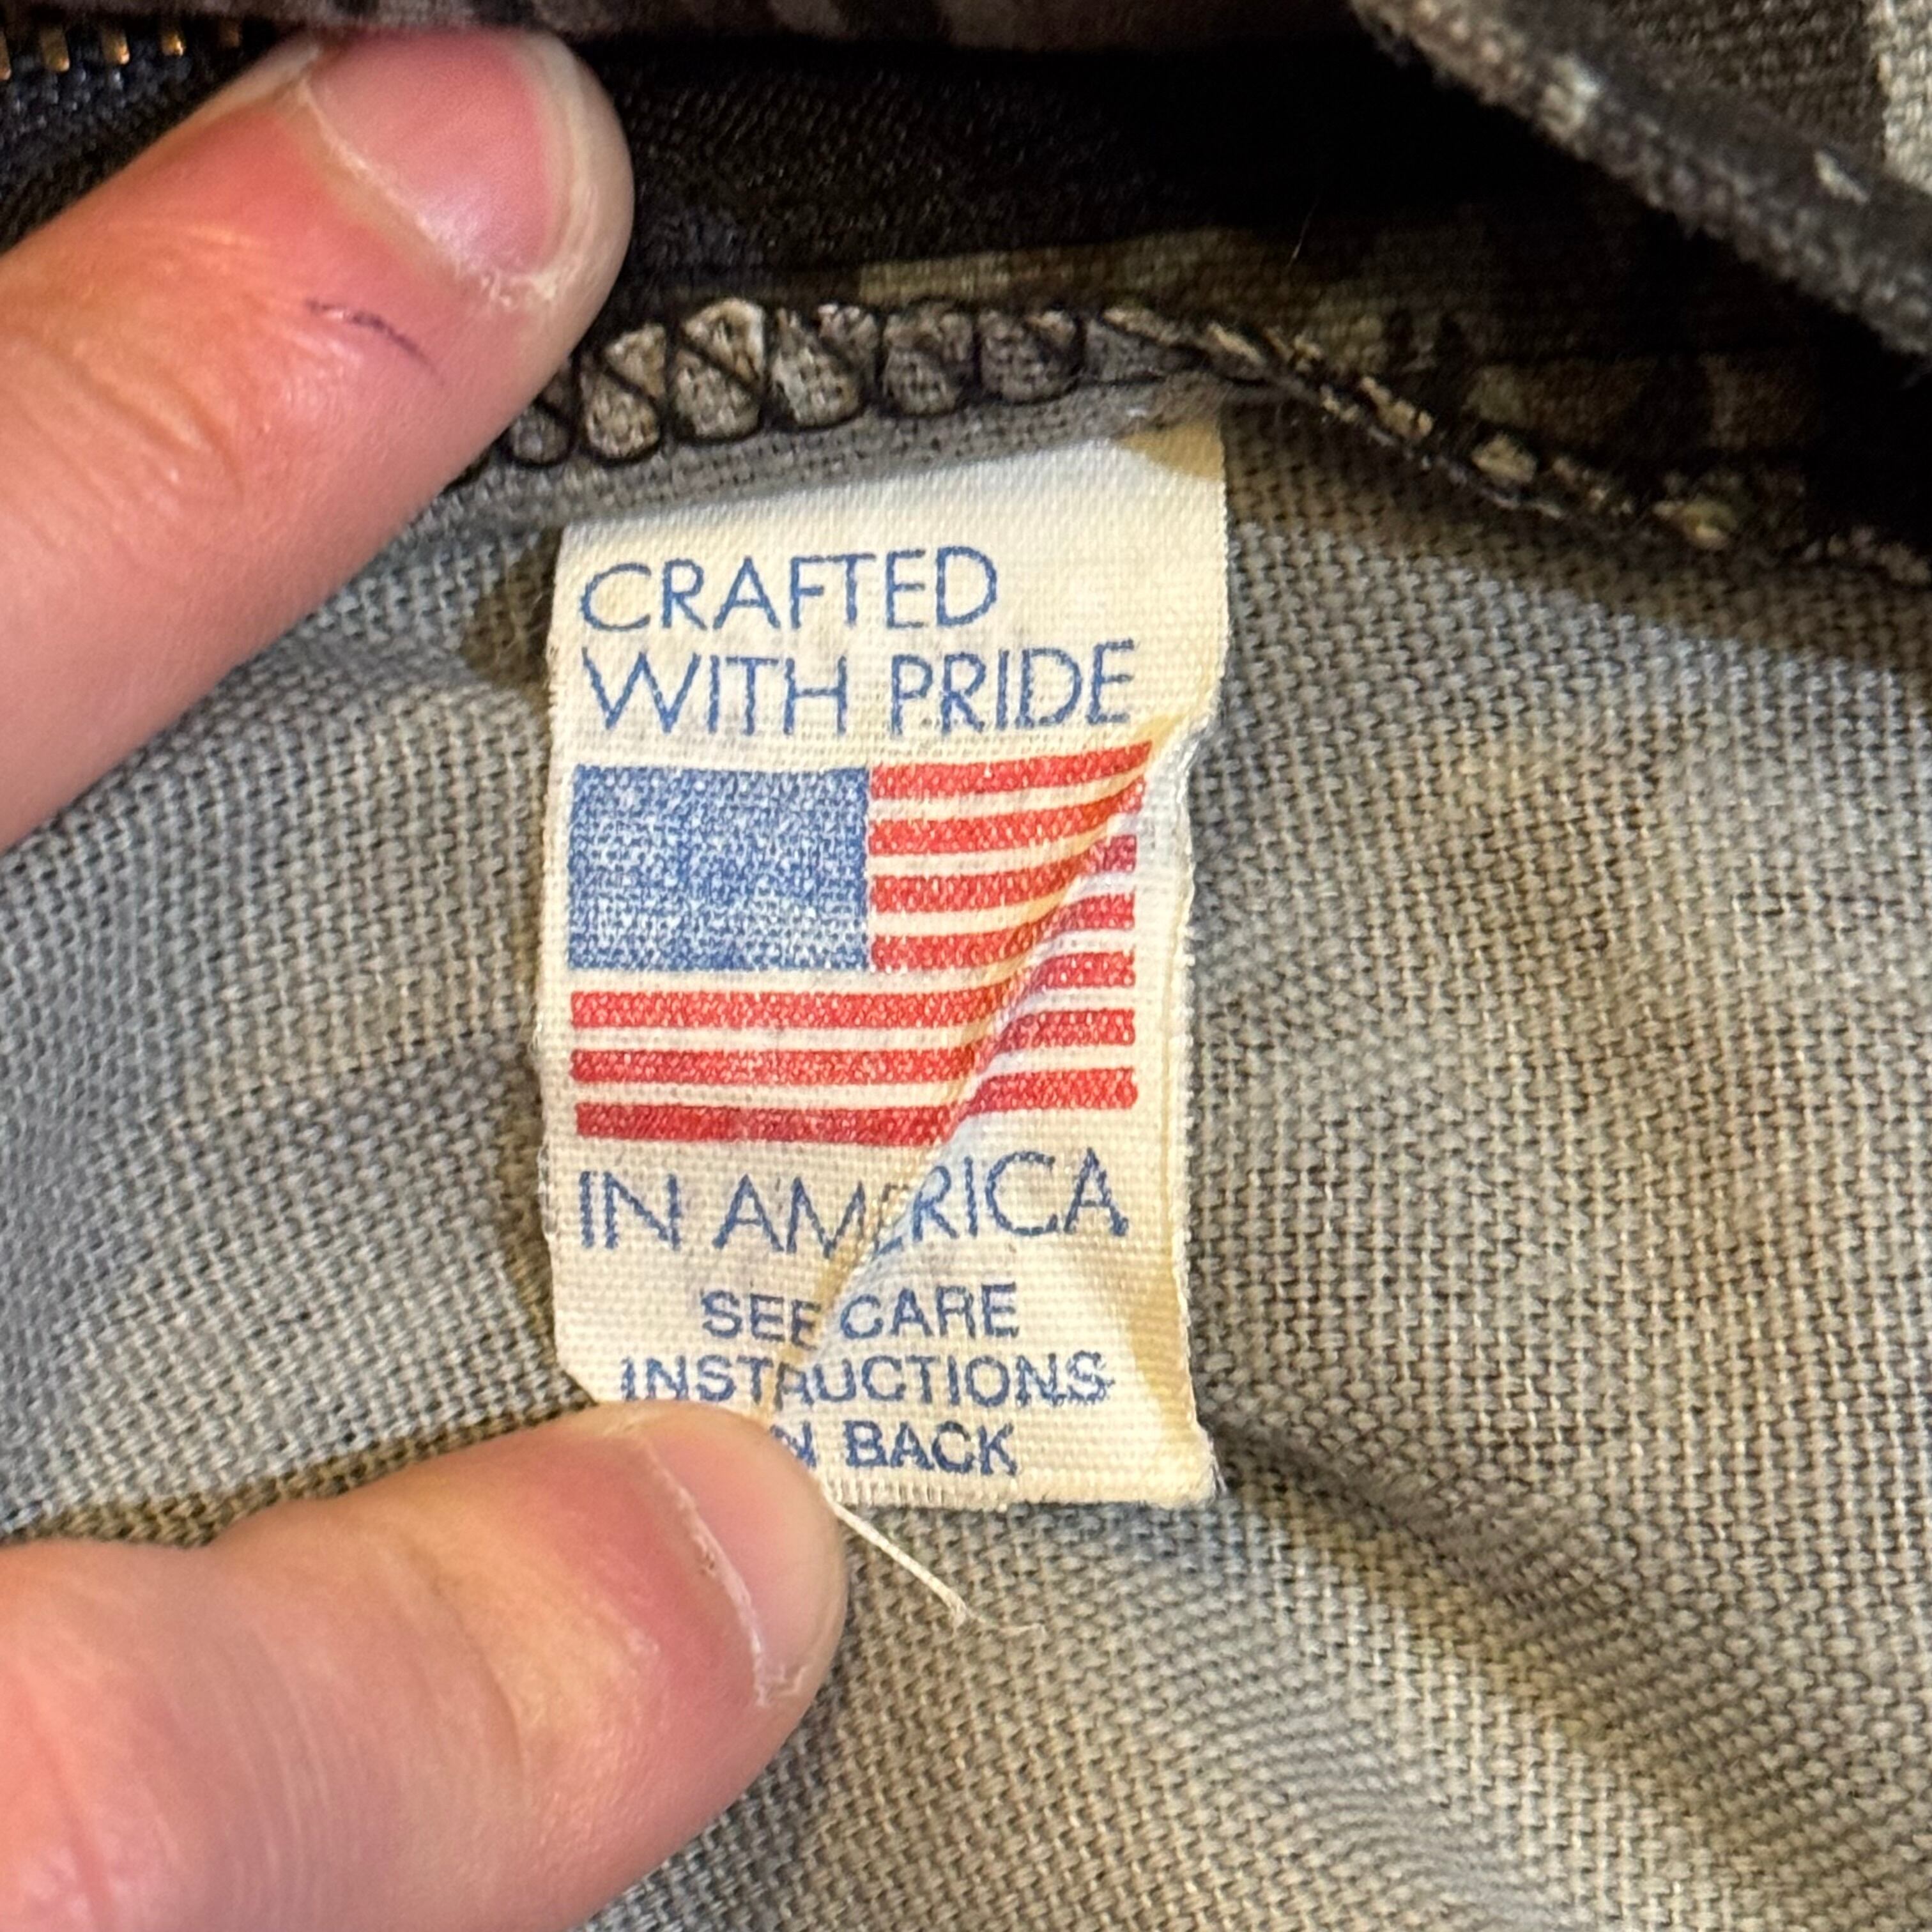 CRAFTED
WITH PRIDE
IN AMERICA
SEE CARE
INSTRUCTIONS
N BACK